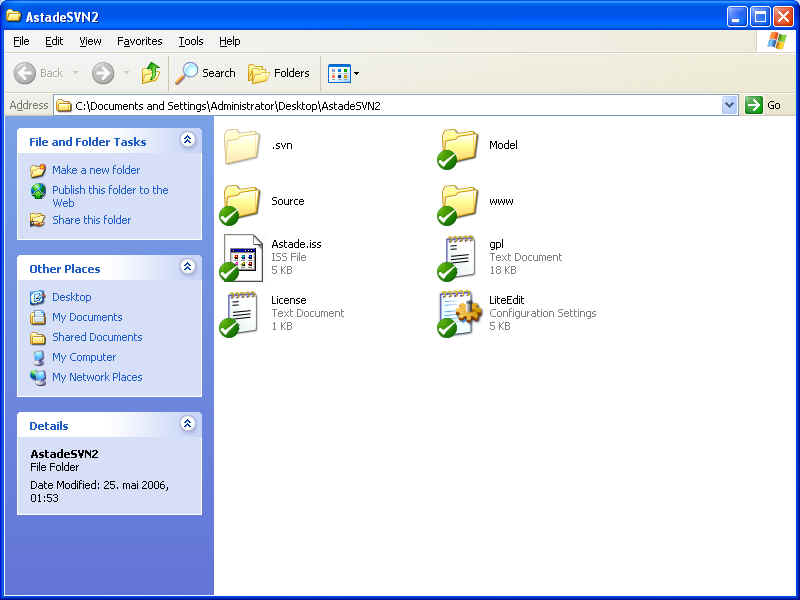 AstadeSVN2
File Edit View Favorites Tools Help
Back Search Folders
Address C:\Documents and Settings\Administrator\Desktop\AstadeSVN2 Go
File and Folder Tasks
Make a new folder
Publish this folder to the
Web
Share this folder
Other Places
Desktop
My Documents
Shared Documents
My Computer
My Network Places
Details
AstadeSVN2
File Folder
Date Modified: 25. mai 2006,
01:53
.svn
Model
Source
www
Astade.iss
ISS File
5 KB
gpl
Text Document
18 KB
License
Text Document
1 KB
LiteEdit
Configuration Settings
5 KB